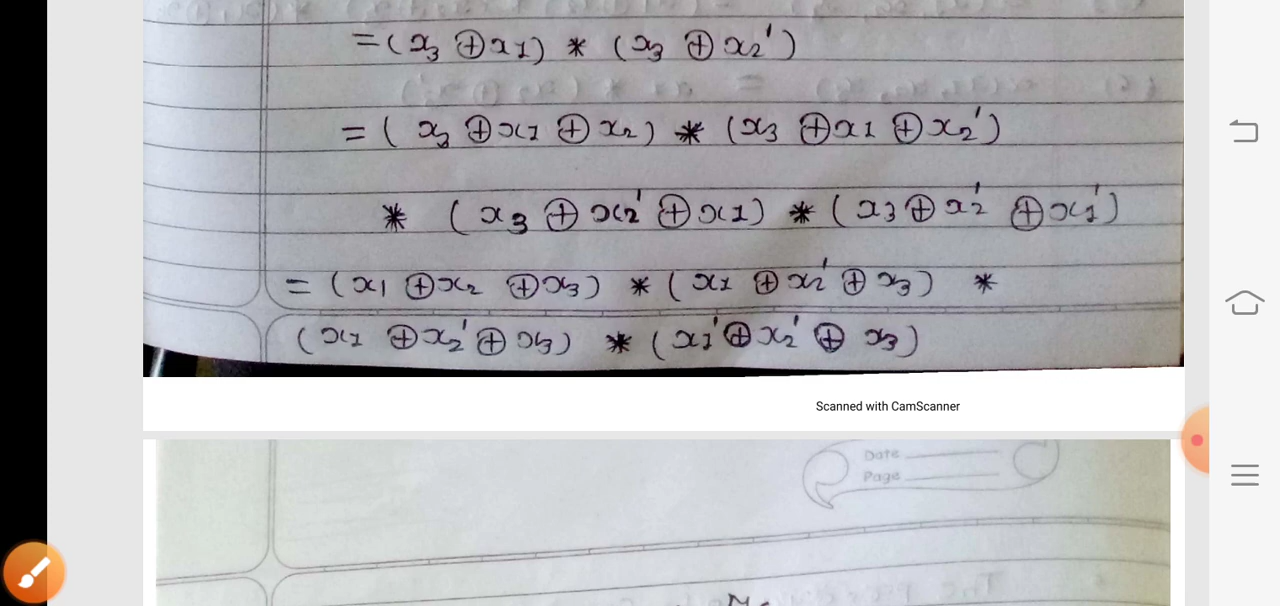 =(x₃ ⊕x1) * (x₃ ⊕ x₂')
=( x₃ ⊕x1 ⊕ x₂) * (x₃ ⊕x1 ⊕ x₂')
* (x₃ ⊕ x₂' ⊕x1) * (x₃ ⊕ x₂' ⊕x1')
= (x₁ ⊕x₂ ⊕x₃) * (x1 ⊕ x₂' ⊕ x₃) *
(x1 ⊕x₂' ⊕ x₃) * (x1' ⊕ x₂' ⊕ x₃)
Scanned with CamScanner
Date
Page